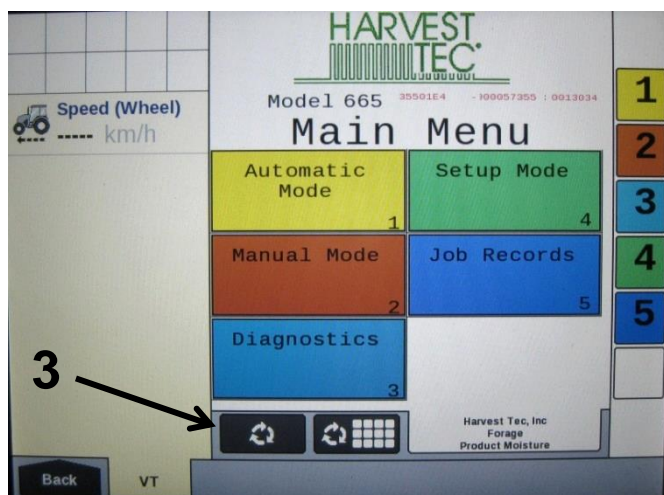 HARVEST
TEC
Model 665
35501E4 - )00057355 : 0013034
Main Menu
Speed (Wheel)
----- km/h
Automatic
Mode
1
Setup Mode
4
Manual Mode
2
Job Records
5
Diagnostics
3
1
2
3
4
5
3
Harvest Tec, Inc
Forage
Product Moisture
Back
VT